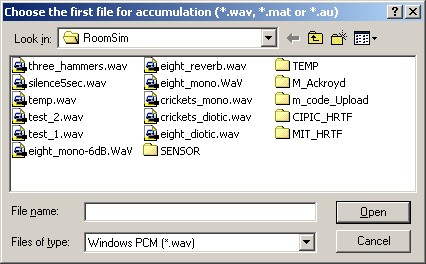 Choose the first file for accumulation (*.wav, *.mat or *.au)
Look in: RoomSim
three_hammers.wav
silence5sec.wav
temp.wav
test_2.wav
test_1.wav
eight_mono-6dB.WaV
eight_reverb.wav
eight_mono.WaV
crickets_mono.wav
crickets_diotic.wav
eight_diotic.wav
SENSOR
TEMP
M_Ackroyd
m_code_Upload
CIPIC_HRTF
MIT_HRTF
File name:
Open
Files of type: Windows PCM (*.wav)
Cancel